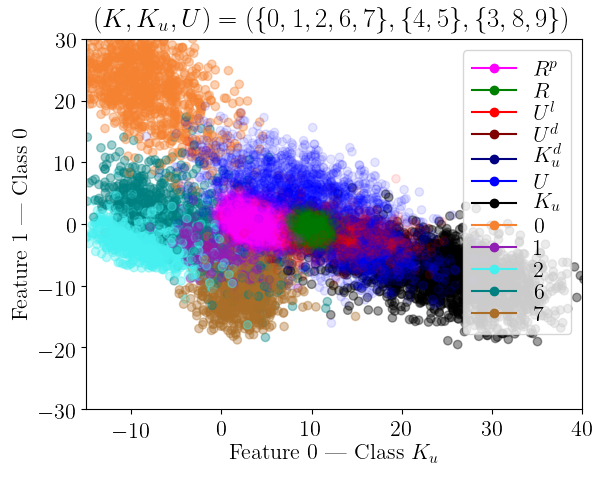 (K, K_u, U) = ({0, 1, 2, 6, 7}, {4, 5}, {3, 8, 9})
Feature 1 — Class 0
30
20
10
0
−10
−20
−30
−10
0
10
20
30
40
Feature 0 — Class K_u
R^p
R
U^l
U^d
K_u^d
U
K_u
0
1
2
6
7